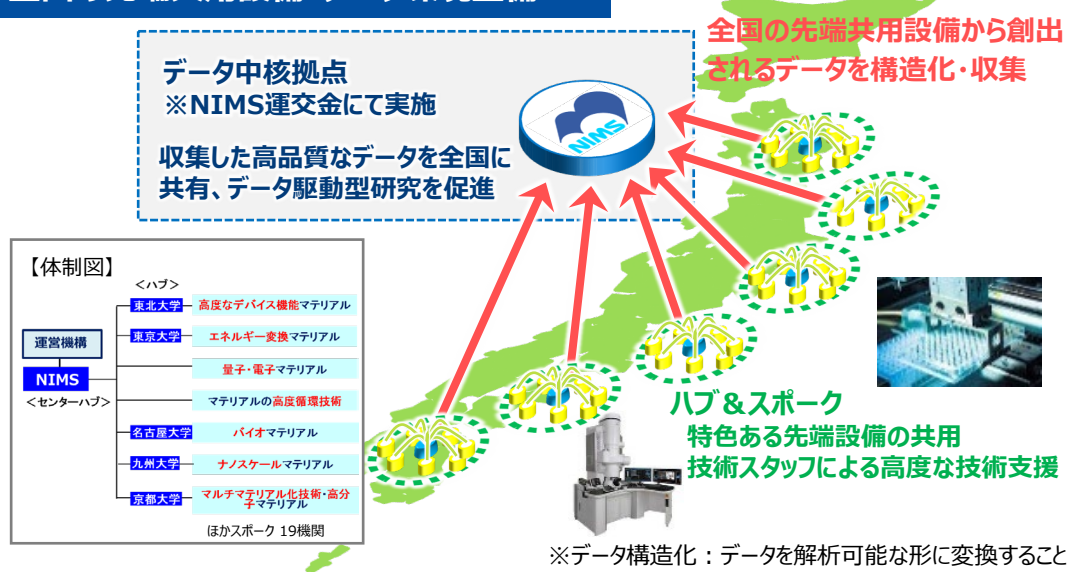 全国の先端共用設備から創出
されるデータを構造化・収集
データ中核拠点
※NIMS運交金にて実施
収集した高品質なデータを全国に
共有、データ駆動型研究を促進
NIMS
【体制図】
<ハブ>
東北大学 高度なデバイス機能マテリアル
東京大学 エネルギー変換マテリアル
運営機構
量子・電子マテリアル
NIMS
<センターハブ>
マテリアルの高度循環技術
名古屋大学 バイオマテリアル
九州大学 ナノスケールマテリアル
京都大学 マルチマテリアル化技術・高分
子マテリアル
ほかスポーク 19機関
ハブ&スポーク
特色ある先端設備の共用
技術スタッフによる高度な技術支援
※データ構造化:データを解析可能な形に変換すること